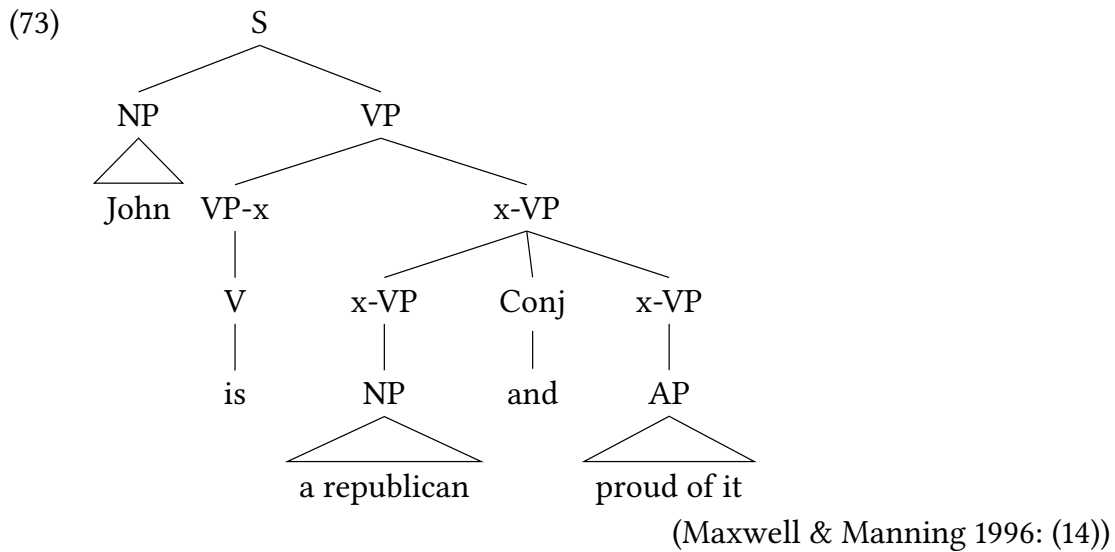 (73) S
NP VP
John VP-x x-VP
V x-VP Conj x-VP
is NP and AP
a republican proud of it
(Maxwell & Manning 1996: (14))